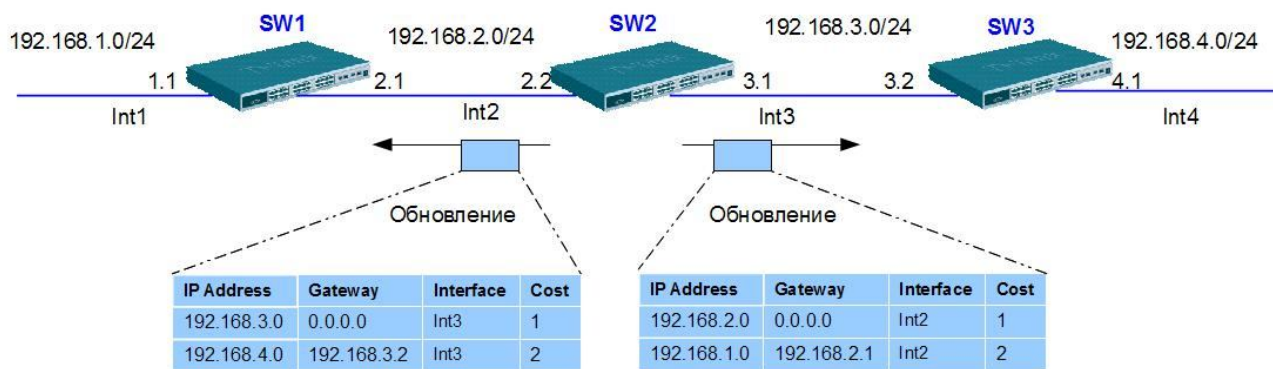 SW1
SW2
SW3
192.168.1.0/24
192.168.2.0/24
192.168.3.0/24
192.168.4.0/24
1.1
2.1
2.2
3.1
3.2
4.1
Int1
Int2
Int3
Int4
Обновление
Обновление
IP Address Gateway Interface Cost
192.168.3.0 0.0.0.0 Int3 1
192.168.4.0 192.168.3.2 Int3 2
IP Address Gateway Interface Cost
192.168.2.0 0.0.0.0 Int2 1
192.168.1.0 192.168.2.1 Int2 2